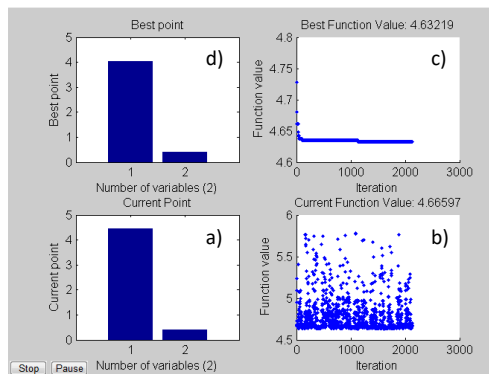 Best point
d)
5
4
3
2
1
0
Best point
1 2
Number of variables (2)
Best Function Value: 4.63219
c)
4.8
4.75
4.7
4.65
4.6
Function value
0 1000 2000 3000
Iteration
Current Point
a)
5
4
3
2
1
0
Current point
1 2
Number of variables (2)
Current Function Value: 4.66597
b)
6
5.5
5
4.5
Function value
0 1000 2000 3000
Iteration
Stop Pause